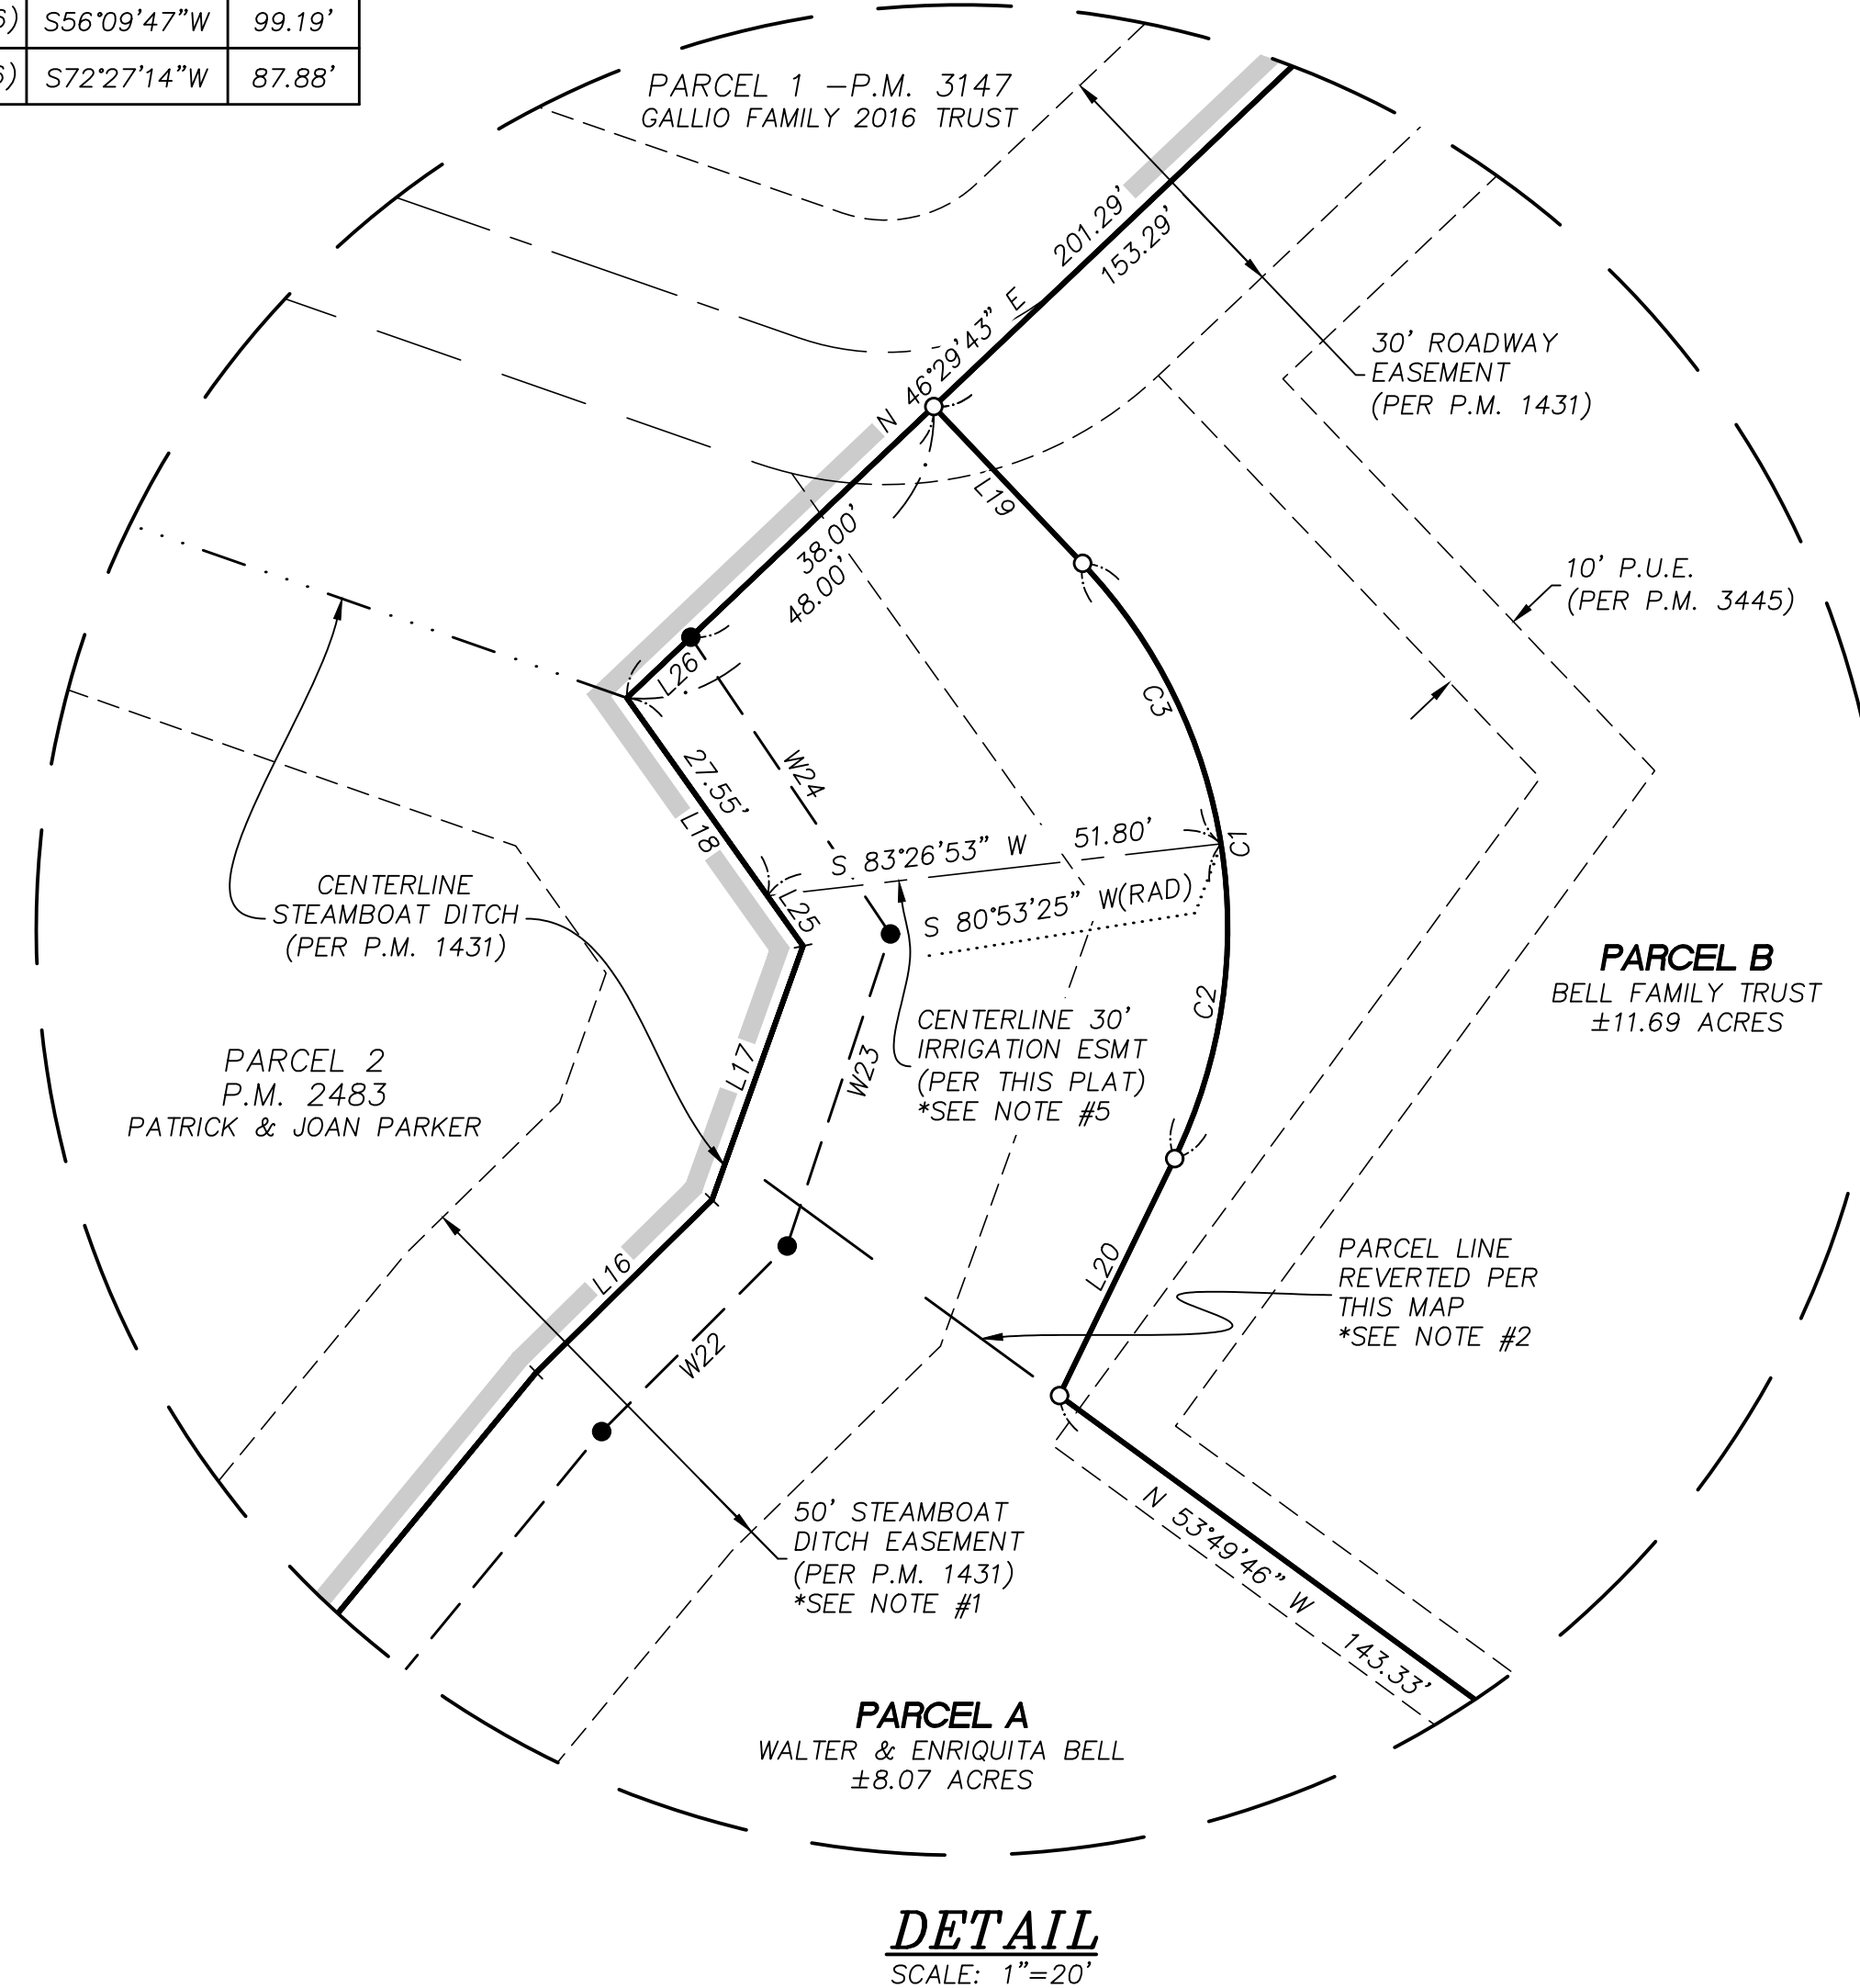 6) S56°09'47"W 99.19'
6) S72°27'14"W 87.88'
PARCEL 1 -P.M. 3147
GALLIO FAMILY 2016 TRUST
201.29'
153.29'
N 46°29'43" E
30' ROADWAY
EASEMENT
(PER P.M. 1431)
L19
38.00'
48.00'
10' P.U.E.
(PER P.M. 3445)
L26
C3
W24
27.55'
L18
C1
S 83°26'53" W 51.80'
L25
S 80°53'25" W(RAD)
CENTERLINE
STEAMBOAT DITCH
(PER P.M. 1431)
PARCEL B
BELL FAMILY TRUST
±11.69 ACRES
C2
CENTERLINE 30'
IRRIGATION ESMT
(PER THIS PLAT)
*SEE NOTE #5
PARCEL 2
P.M. 2483
PATRICK & JOAN PARKER
L17
W23
L16
L20
PARCEL LINE
REVERTED PER
THIS MAP
*SEE NOTE #2
W22
50' STEAMBOAT
DITCH EASEMENT
(PER P.M. 1431)
*SEE NOTE #1
N 53°49'46" W 143.33'
PARCEL A
WALTER & ENRIQUITA BELL
±8.07 ACRES
DETAIL
SCALE: 1"=20'